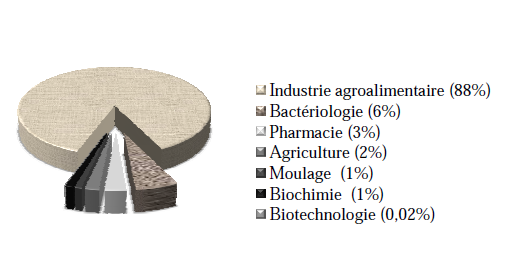 Industrie agroalimentaire (88%)
Bactériologie (6%)
Pharmacie (3%)
Agriculture (2%)
Moulage (1%)
Biochimie (1%)
Biotechnologie (0,02%)